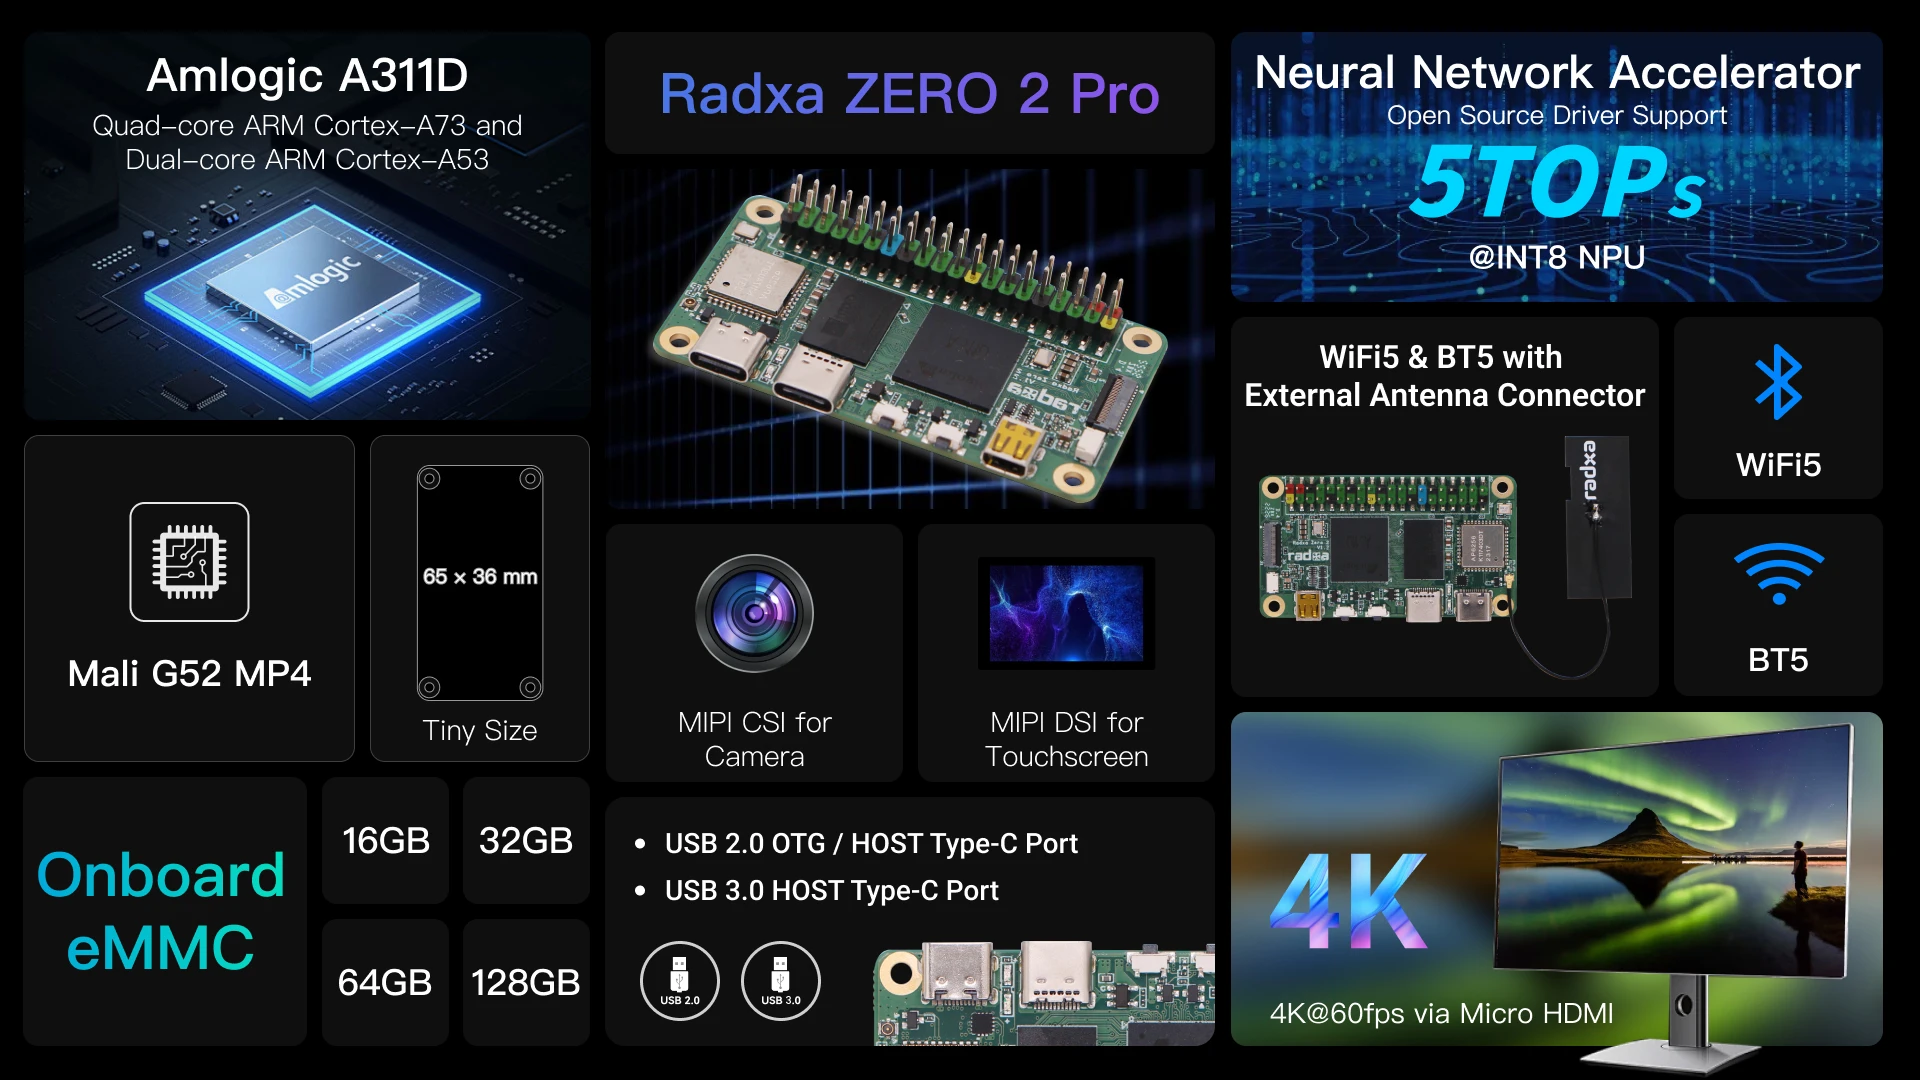 Amlogic A311D
Quad-core ARM Cortex-A73 and
Dual-core ARM Cortex-A53
Amlogic
Radxa ZERO 2 Pro
radxa
Radxa Zero
Neural Network Accelerator
Open Source Driver Support
5TOPs
@INT8 NPU
WiFi5 & BT5 with
External Antenna Connector
radxa
radxa
WiFi5
BT5
Mali G52 MP4
65 × 36 mm
Tiny Size
MIPI CSI for
Camera
MIPI DSI for
Touchscreen
Onboard
eMMC
16GB
32GB
64GB
128GB
• USB 2.0 OTG / HOST Type-C Port
• USB 3.0 HOST Type-C Port
USB 2.0
USB 3.0
4K
4K@60fps via Micro HDMI